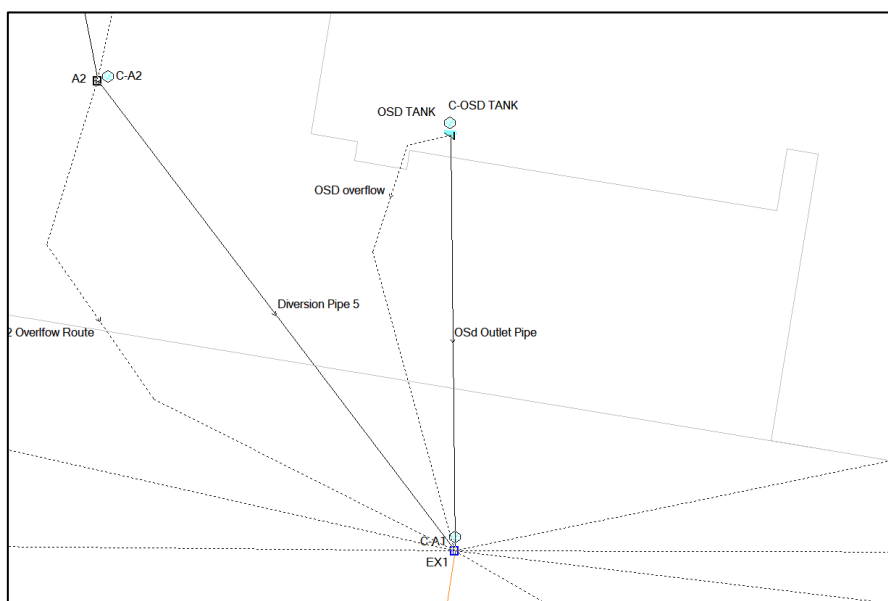 A2
C-A2
OSD TANK
C-OSD TANK
OSD overflow
Diversion Pipe 5
2 Overlfow Route
OSd Outlet Pipe
C-A1
EX1